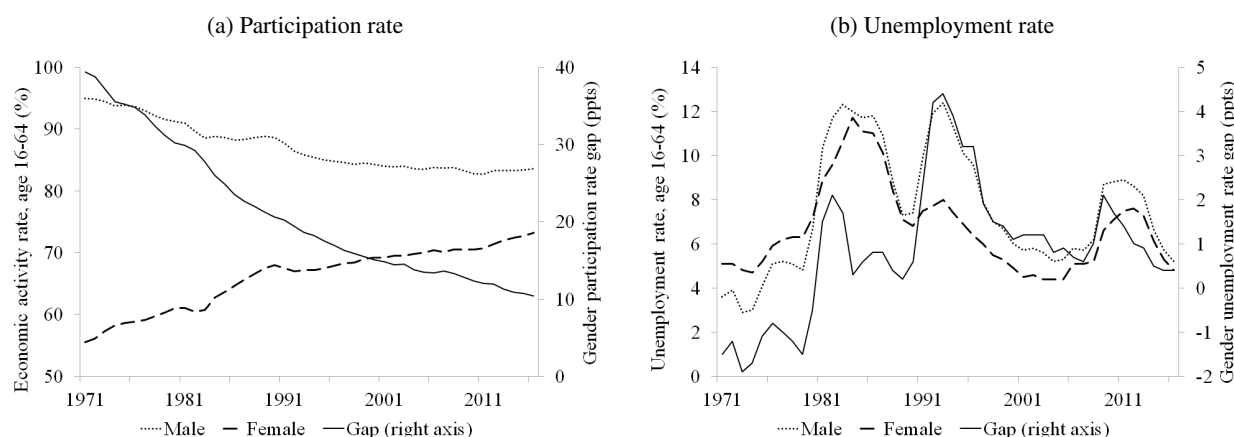 (a) Participation rate
Economic activity rate, age 16-64 (%)
100
90
80
70
60
50
40
30
20
10
0
Gender participation rate gap (ppts)
1971 1981 1991 2001 2011
Male Female Gap (right axis)
(b) Unemployment rate
Unemployment rate, age 16-64 (%)
14
12
10
8
6
4
2
0
5
4
3
2
1
0
-1
-2
Gender unemployment rate gap (ppts)
1971 1981 1991 2001 2011
Male Female Gap (right axis)